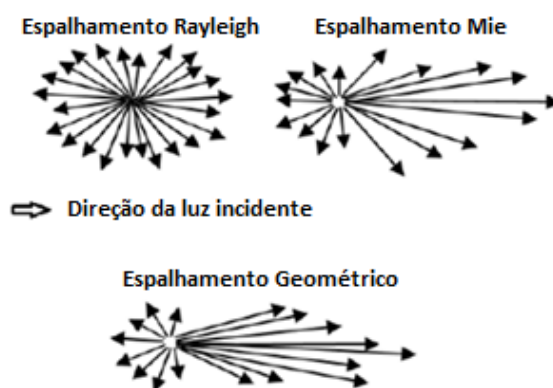 Espalhamento Rayleigh
Espalhamento Mie
Direção da luz incidente
Espalhamento Geométrico